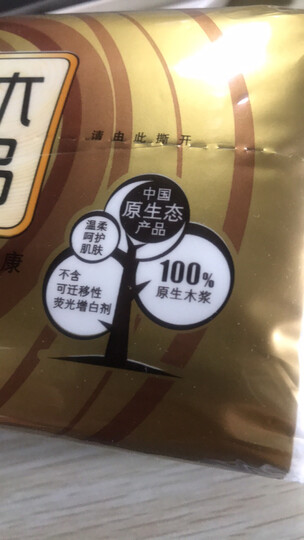 木
请由此撕开
康
中国
原生态
产品
温柔
呵护
肌肤
100%
原生木浆
不含
可迁移性
荧光增白剂